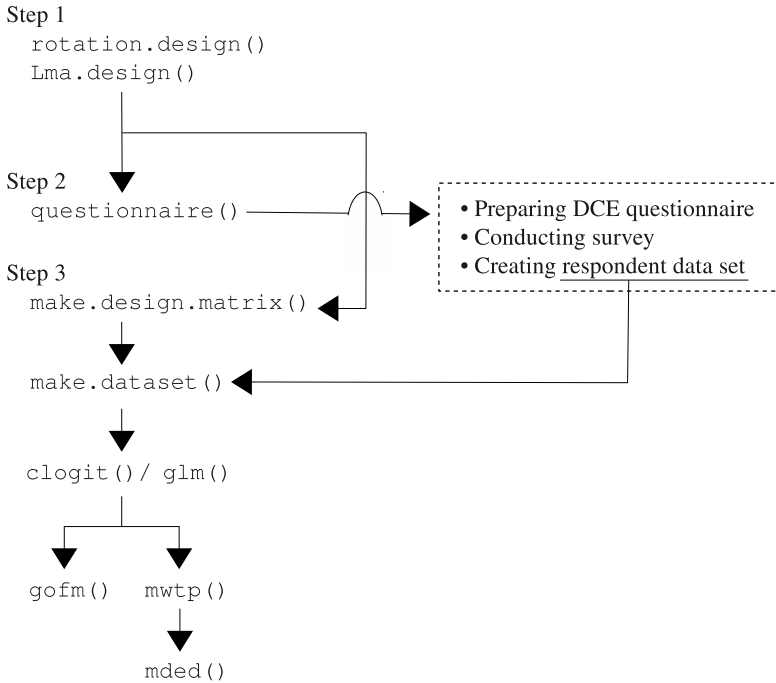 Step 1
rotation.design()
Lma.design()
Step 2
questionnaire()
• Preparing DCE questionnaire
• Conducting survey
• Creating respondent data set
Step 3
make.design.matrix()
make.dataset()
clogit()/ glm()
gofm() mwtp()
mded()